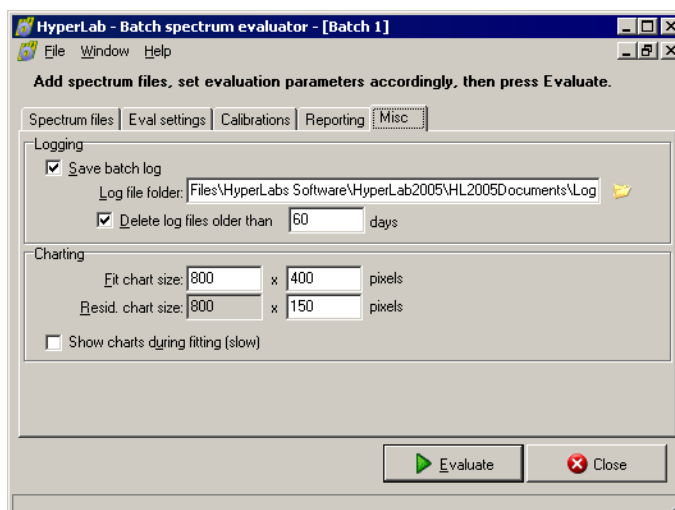 HyperLab - Batch spectrum evaluator - [Batch 1]
File Window Help
Add spectrum files, set evaluation parameters accordingly, then press Evaluate.
Spectrum files Eval settings Calibrations Reporting Misc
Logging
Save batch log
Log file folder: Files\HyperLabs Software\HyperLab2005\HL2005Documents\Log
Delete log files older than 60 days
Charting
Fit chart size: 800 x 400 pixels
Resid. chart size: 800 x 150 pixels
Show charts during fitting (slow)
Evaluate Close